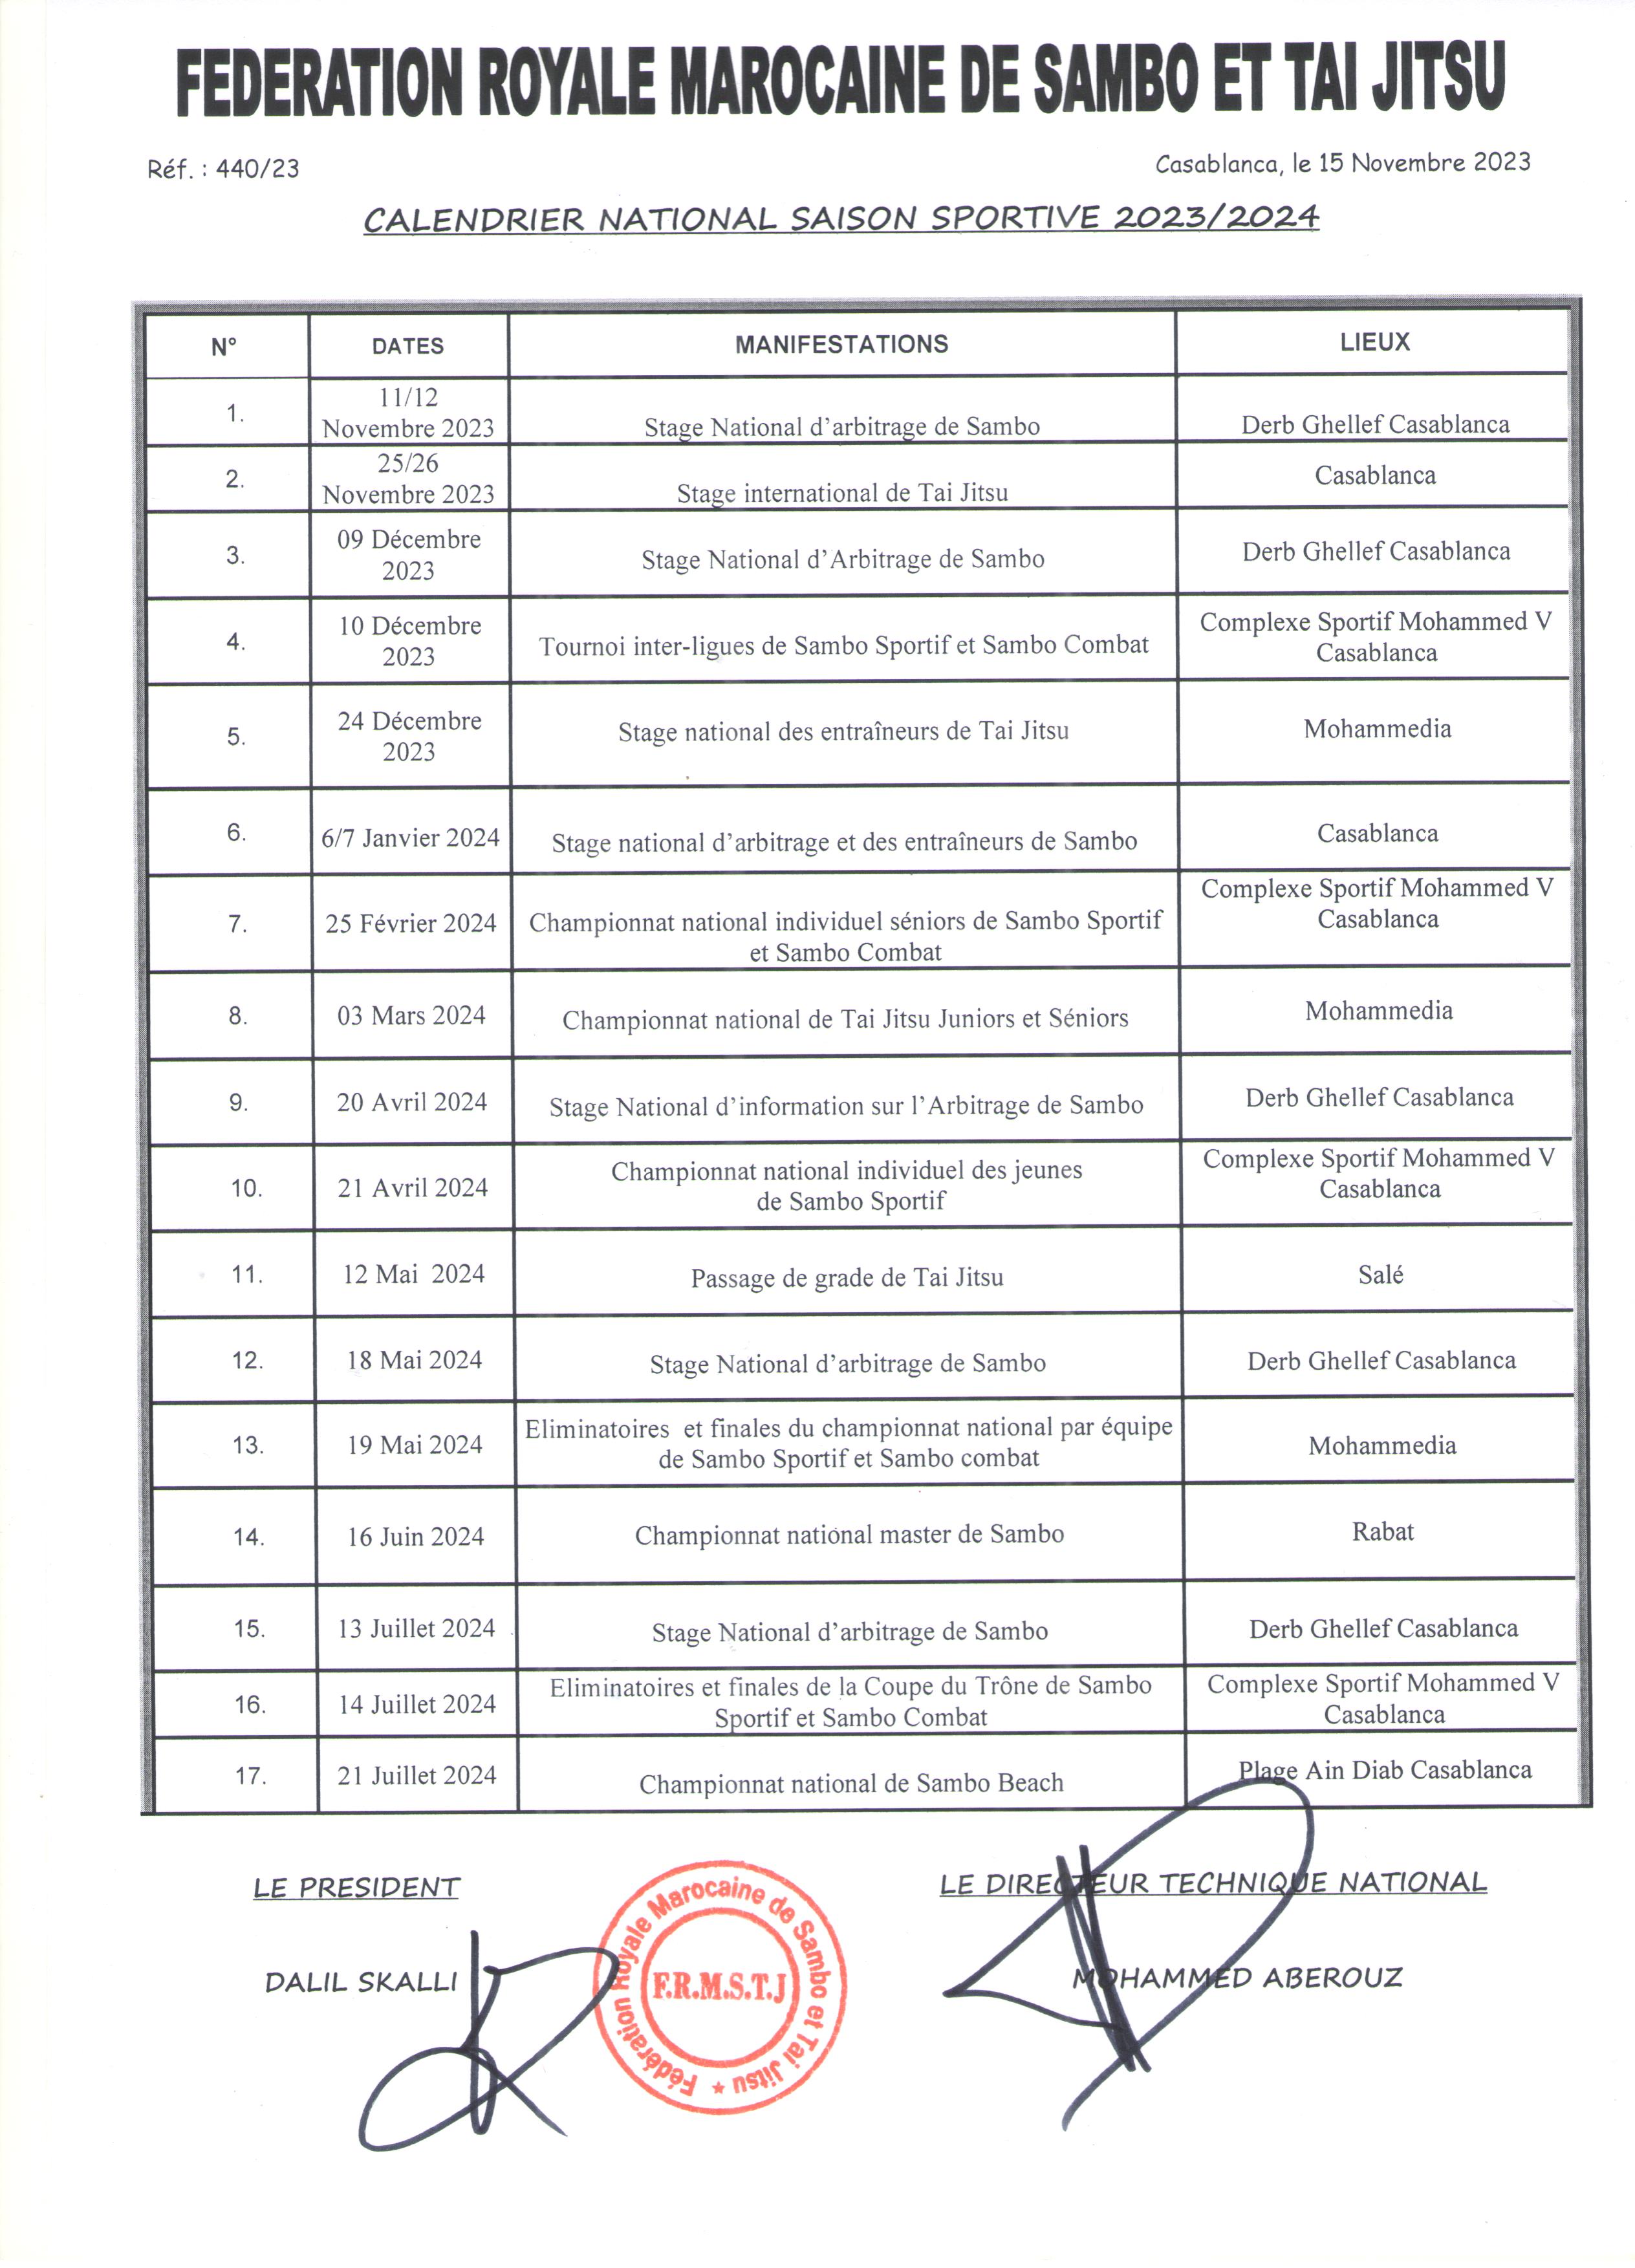 FEDERATION ROYALE MAROCAINE DE SAMBO ET TAI JITSU
Réf. : 440/23
Casablanca, le 15 Novembre 2023
CALENDRIER NATIONAL SAISON SPORTIVE 2023/2024
N° DATES MANIFESTATIONS LIEUX
1.
11/12
Novembre 2023
Stage National d’arbitrage de Sambo
Derb Ghellef Casablanca
2.
25/26
Novembre 2023
Stage international de Tai Jitsu
Casablanca
3.
09 Décembre
2023
Stage National d’Arbitrage de Sambo
Derb Ghellef Casablanca
4.
10 Décembre
2023
Tournoi inter-ligues de Sambo Sportif et Sambo Combat
Complexe Sportif Mohammed V
Casablanca
5.
24 Décembre
2023
Stage national des entraîneurs de Tai Jitsu
Mohammedia
6.
6/7 Janvier 2024
Stage national d’arbitrage et des entraîneurs de Sambo
Casablanca
7.
25 Février 2024
Championnat national individuel séniors de Sambo Sportif
et Sambo Combat
Complexe Sportif Mohammed V
Casablanca
8.
03 Mars 2024
Championnat national de Tai Jitsu Juniors et Séniors
Mohammedia
9.
20 Avril 2024
Stage National d’information sur l’Arbitrage de Sambo
Derb Ghellef Casablanca
10.
21 Avril 2024
Championnat national individuel des jeunes
de Sambo Sportif
Complexe Sportif Mohammed V
Casablanca
11.
12 Mai 2024
Passage de grade de Tai Jitsu
Salé
12.
18 Mai 2024
Stage National d’arbitrage de Sambo
Derb Ghellef Casablanca
13.
19 Mai 2024
Eliminatoires et finales du championnat national par équipe
de Sambo Sportif et Sambo combat
Mohammedia
14.
16 Juin 2024
Championnat national master de Sambo
Rabat
15.
13 Juillet 2024
Stage National d’arbitrage de Sambo
Derb Ghellef Casablanca
16.
14 Juillet 2024
Eliminatoires et finales de la Coupe du Trône de Sambo
Sportif et Sambo Combat
Complexe Sportif Mohammed V
Casablanca
17.
21 Juillet 2024
Championnat national de Sambo Beach
Plage Ain Diab Casablanca
LE PRESIDENT
LE DIRECTEUR TECHNIQUE NATIONAL
DALIL SKALLI
Fédération Royale Marocaine de Sambo et Tai Jitsu
F.R.M.S.T.J
MOHAMMED ABEROUZ